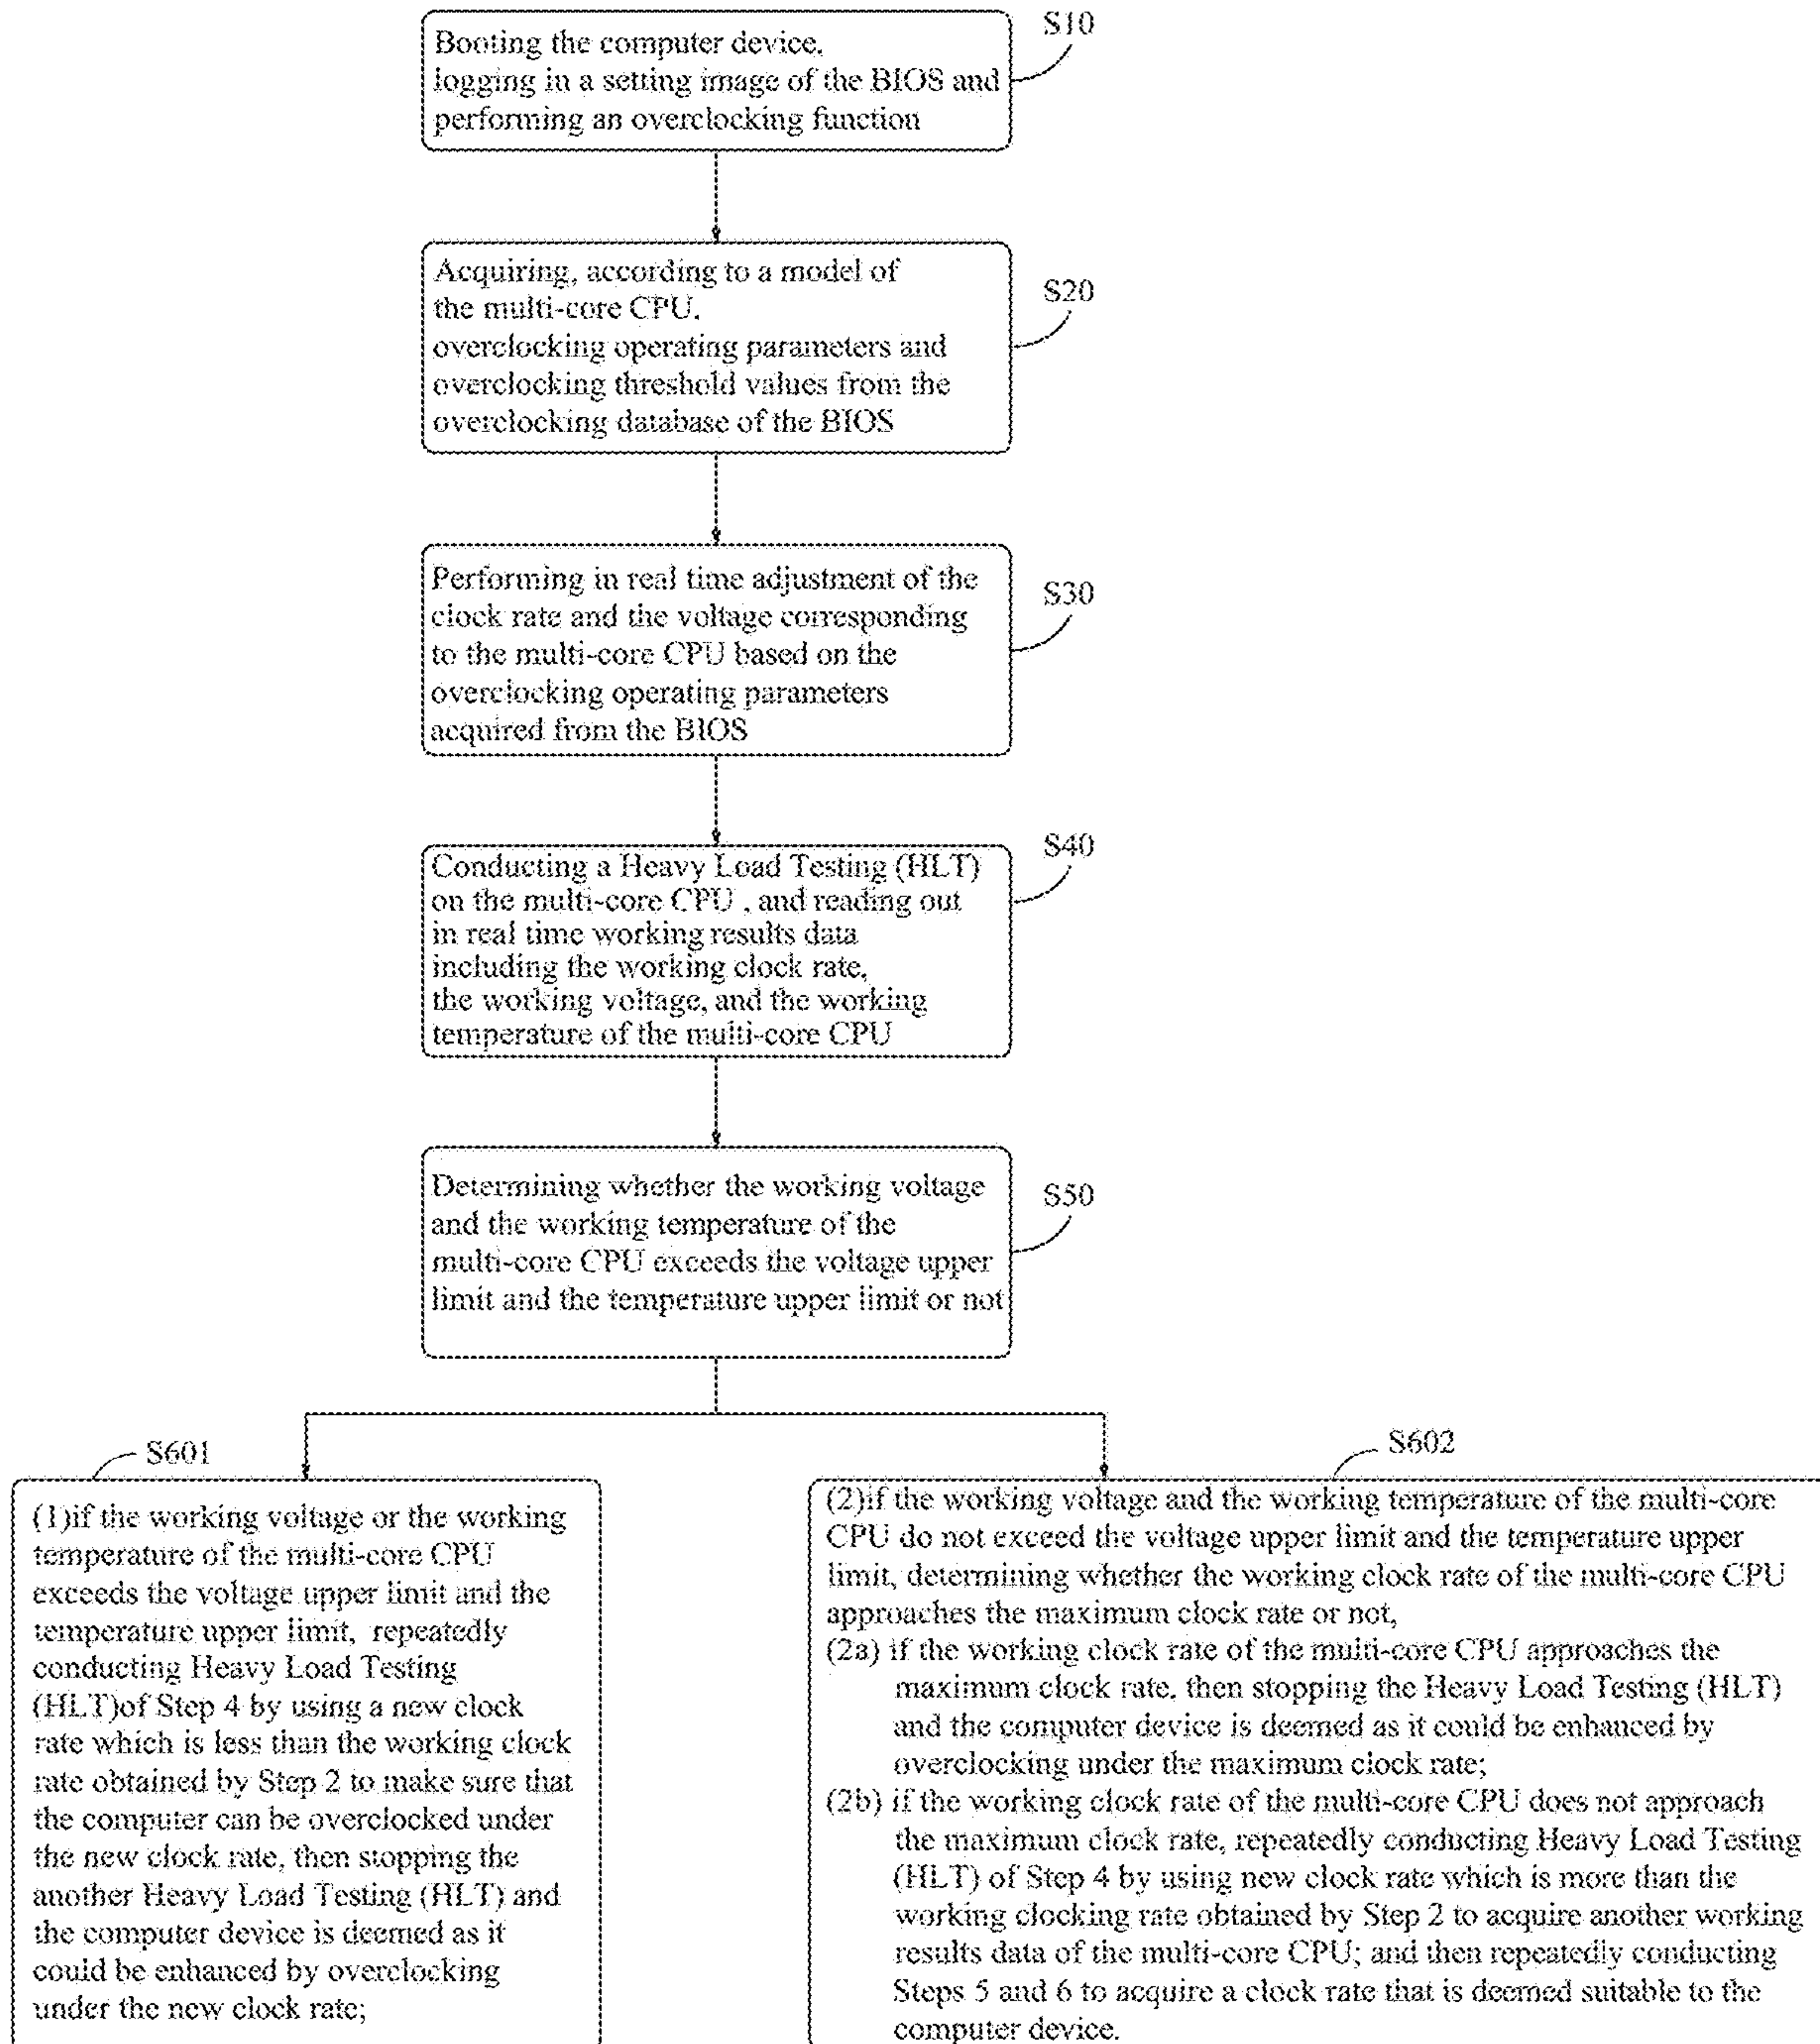 Booting the computer device,
logging in a setting image of the BIOS and
performing an overclocking function
S10
Acquiring, according to a model of
the multi-core CPU,
overclocking operating parameters and
overclocking threshold values from the
overclocking database of the BIOS
S20
Performing in real time adjustment of the
clock rate and the voltage corresponding
to the multi-core CPU based on the
overclocking operating parameters
acquired from the BIOS
S30
Conducting a Heavy Load Testing (HLT)
on the multi-core CPU , and reading out
in real time working results data
including the working clock rate,
the working voltage, and the working
temperature of the multi-core CPU
S40
Determining whether the working voltage
and the working temperature of the
multi-core CPU exceeds the voltage upper
limit and the temperature upper limit or not
S50
S601
(1)if the working voltage or the working
temperature of the multi-core CPU
exceeds the voltage upper limit and the
temperature upper limit, repeatedly
conducting Heavy Load Testing
(HLT)of Step 4 by using a new clock
rate which is less than the working clock
rate obtained by Step 2 to make sure that
the computer can be overclocked under
the new clock rate, then stopping the
another Heavy Load Testing (HLT) and
the computer device is deemed as it
could be enhanced by overclocking
under the new clock rate;
S602
(2)if the working voltage and the working temperature of the multi-core
CPU do not exceed the voltage upper limit and the temperature upper
limit, determining whether the working clock rate of the multi-core CPU
approaches the maximum clock rate or not,
(2a) if the working clock rate of the multi-core CPU approaches the
maximum clock rate, then stopping the Heavy Load Testing (HLT)
and the computer device is deemed as it could be enhanced by
overclocking under the maximum clock rate;
(2b) if the working clock rate of the multi-core CPU does not approach
the maximum clock rate, repeatedly conducting Heavy Load Testing
(HLT) of Step 4 by using new clock rate which is more than the
working clocking rate obtained by Step 2 to acquire another working
results data of the multi-core CPU; and then repeatedly conducting
Steps 5 and 6 to acquire a clock rate that is deemed suitable to the
computer device.